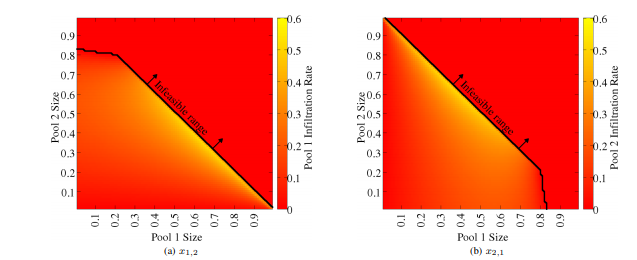 0.9
0.8
0.7
0.6
0.5
0.4
0.3
0.2
0.1
Pool 2 Size
Infeasible range
0.1 0.2 0.3 0.4 0.5 0.6 0.7 0.8 0.9
Pool 1 Size
0.6
0.5
0.4
0.3
0.2
0.1
0
Pool 1 Infiltration Rate
(a) x1,2
0.9
0.8
0.7
0.6
0.5
0.4
0.3
0.2
0.1
Pool 2 Size
Infeasible range
0.1 0.2 0.3 0.4 0.5 0.6 0.7 0.8 0.9
Pool 1 Size
0.6
0.5
0.4
0.3
0.2
0.1
0
Pool 2 Infiltration Rate
(b) x2,1